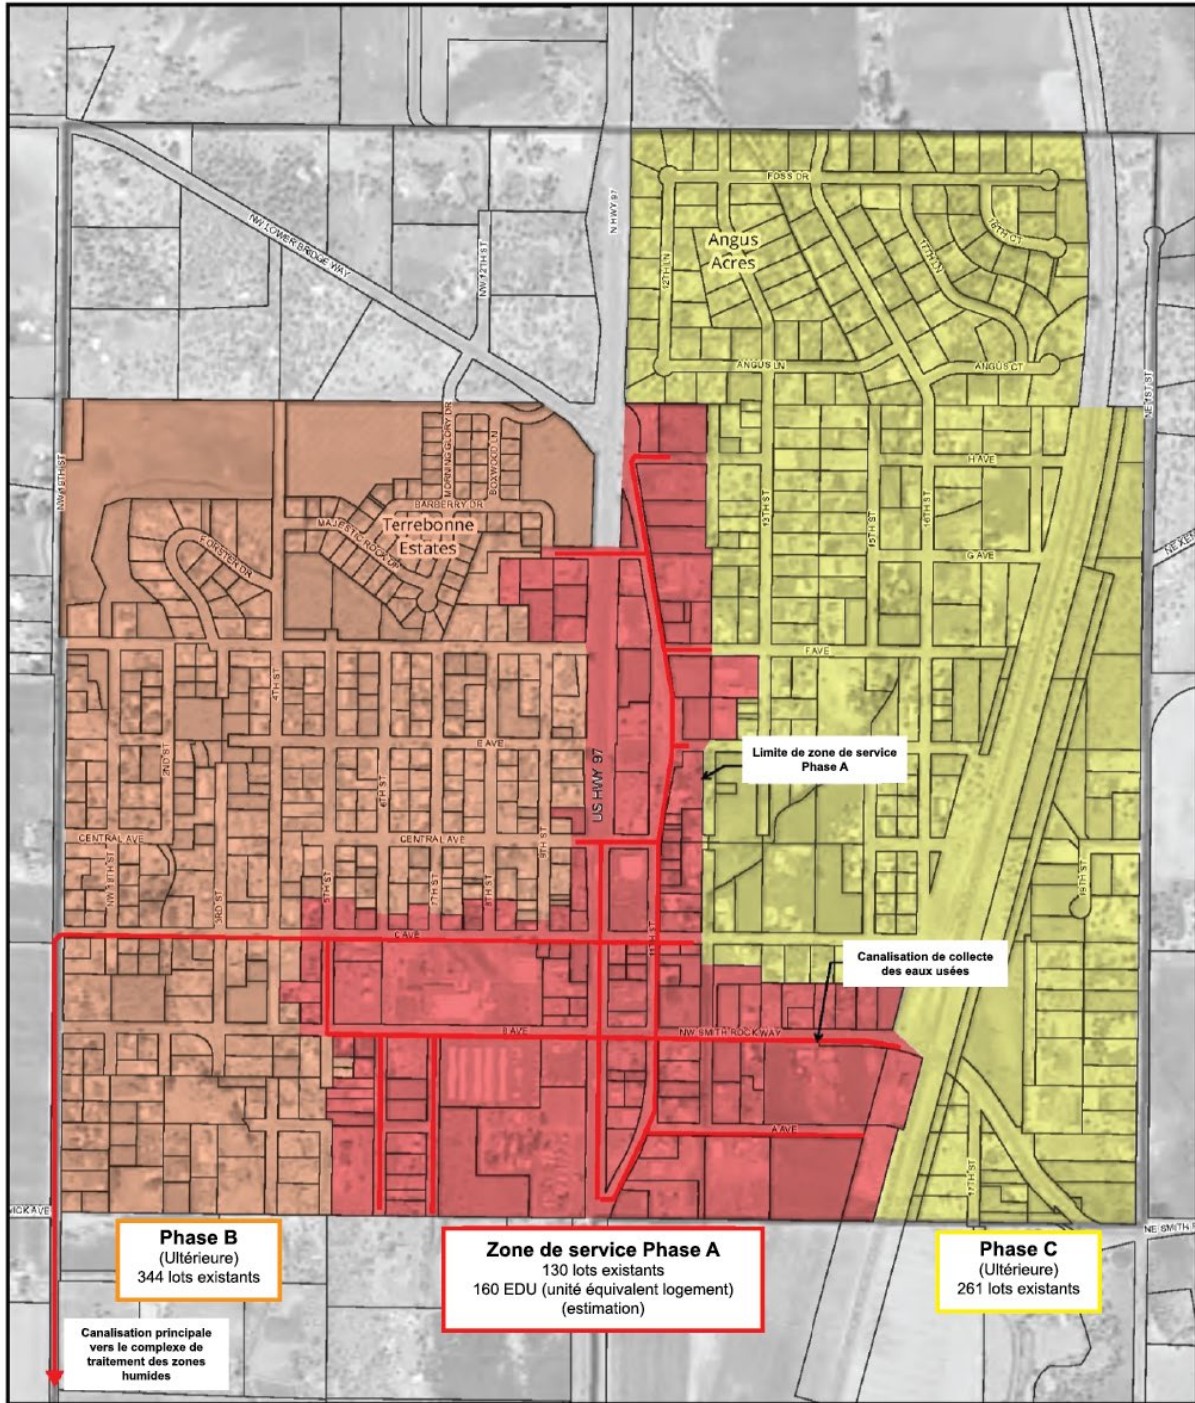 FOSS DR
N HWY 97
NW LOWER BRIDGE WAY
NW 12TH ST
12TH LN
Angus
Acres
17TH LN
16TH CT
ANGUS LN
ANGUS CT
NE 1ST ST
MORNING GLORY DR
BOXWOOD LN
H AVE
NW 19TH ST
BARBERRY DR
MAJESTIC ROCK DR
Terrebonne
Estates
FORSTER DR
13TH ST
15TH ST
16TH ST
G AVE
F AVE
4TH ST
2ND ST
E AVE
6TH ST
US HWY 97
Limite de zone de service
Phase A
CENTRAL AVE
CENTRAL AVE
9TH ST
NW 18TH ST
3RD ST
5TH ST
7TH ST
8TH ST
19TH ST
C AVE
11TH ST
Canalisation de collecte
des eaux usées
B AVE
NW SMITH ROCK WAY
A AVE
17TH ST
ICK AVE
NE SMITH
Phase B
(Ultérieure)
344 lots existants
Zone de service Phase A
130 lots existants
160 EDU (unité équivalent logement)
(estimation)
Phase C
(Ultérieure)
261 lots existants
Canalisation principale
vers le complexe de
traitement des zones
humides